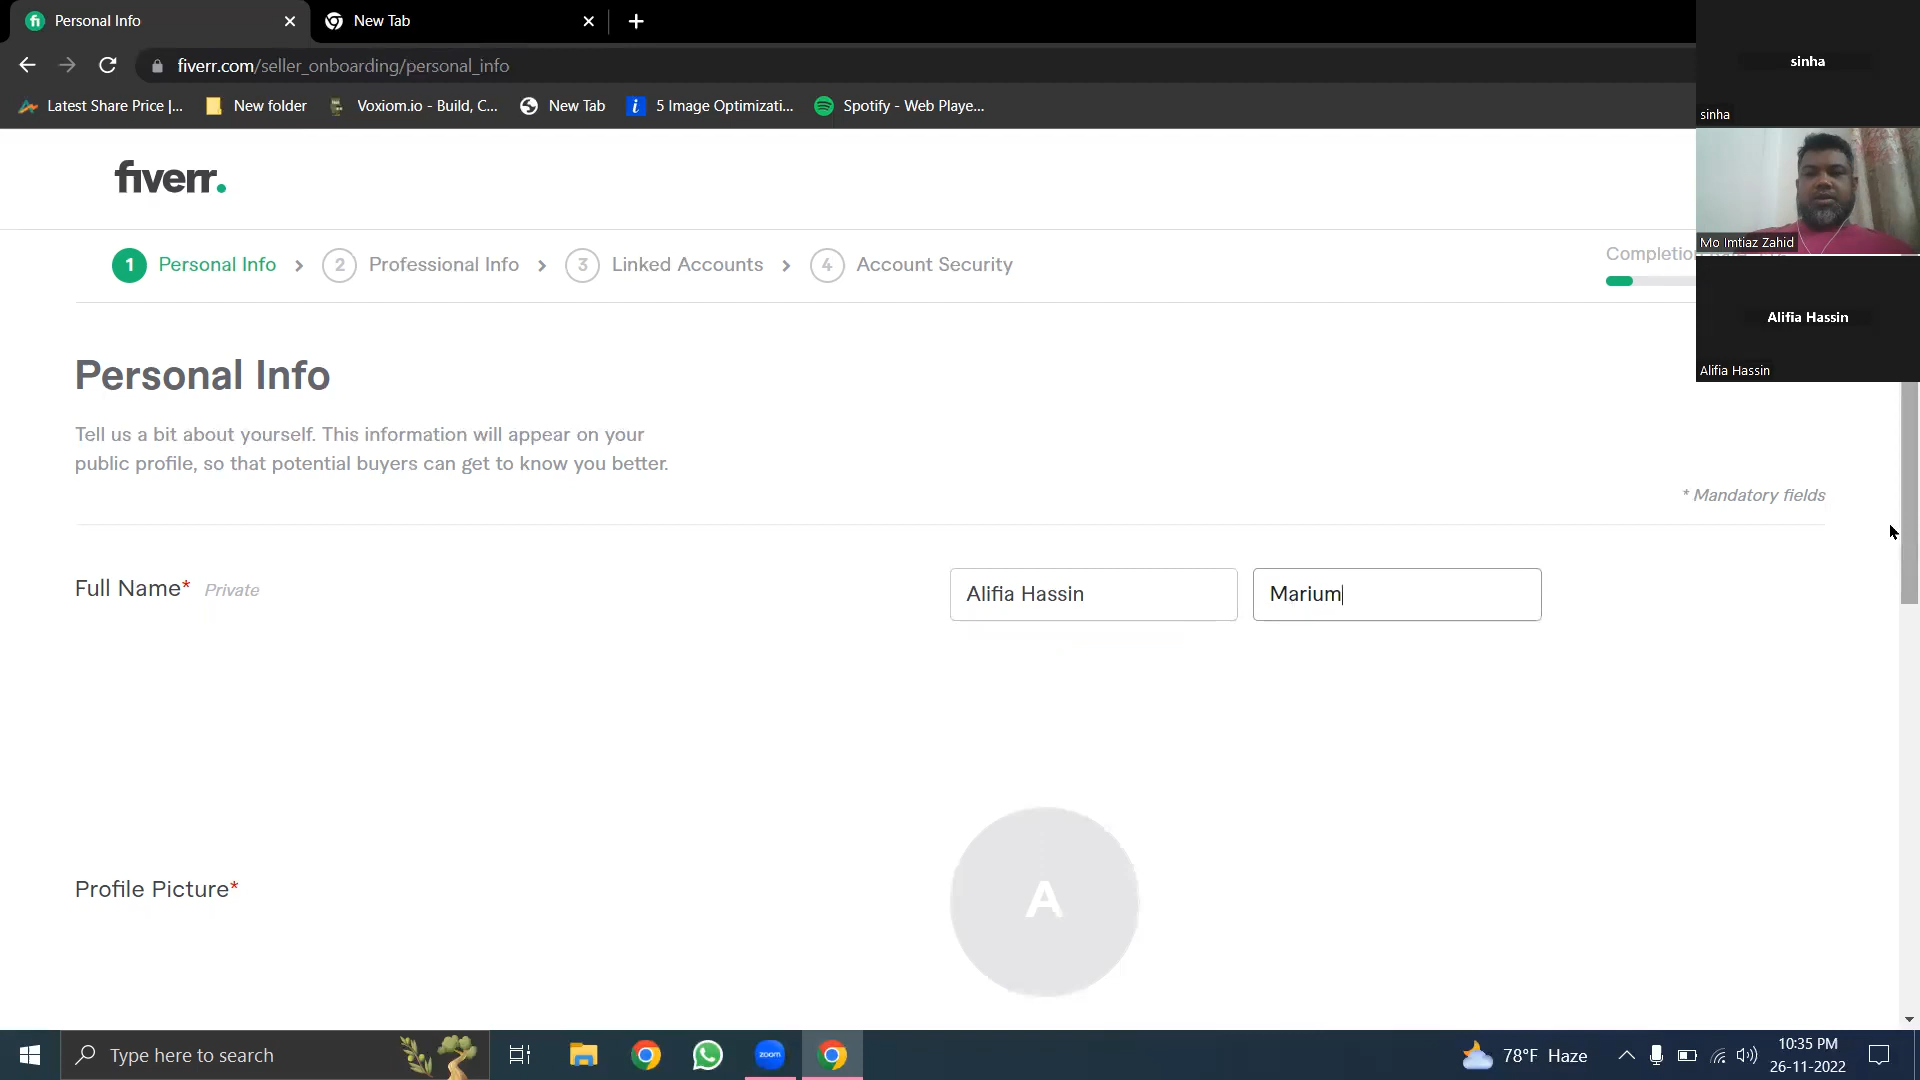 Personal Info
New Tab
fiverr.com/seller_onboarding/personal_info
Latest Share Price |...
New folder
Voxiom.io - Build, C...
New Tab
5 Image Optimizati...
Spotify - Web Playe...
sinha
sinha
Mo Imtiaz Zahid
Alifia Hassin
Alifia Hassin
fiverr.
1 Personal Info
2 Professional Info
3 Linked Accounts
4 Account Security
Completio
Personal Info
Tell us a bit about yourself. This information will appear on your
public profile, so that potential buyers can get to know you better.
* Mandatory fields
Full Name* Private
Alifia Hassin
Marium
Profile Picture*
A
Type here to search
zoom
78°F Haze
10:35 PM
26-11-2022